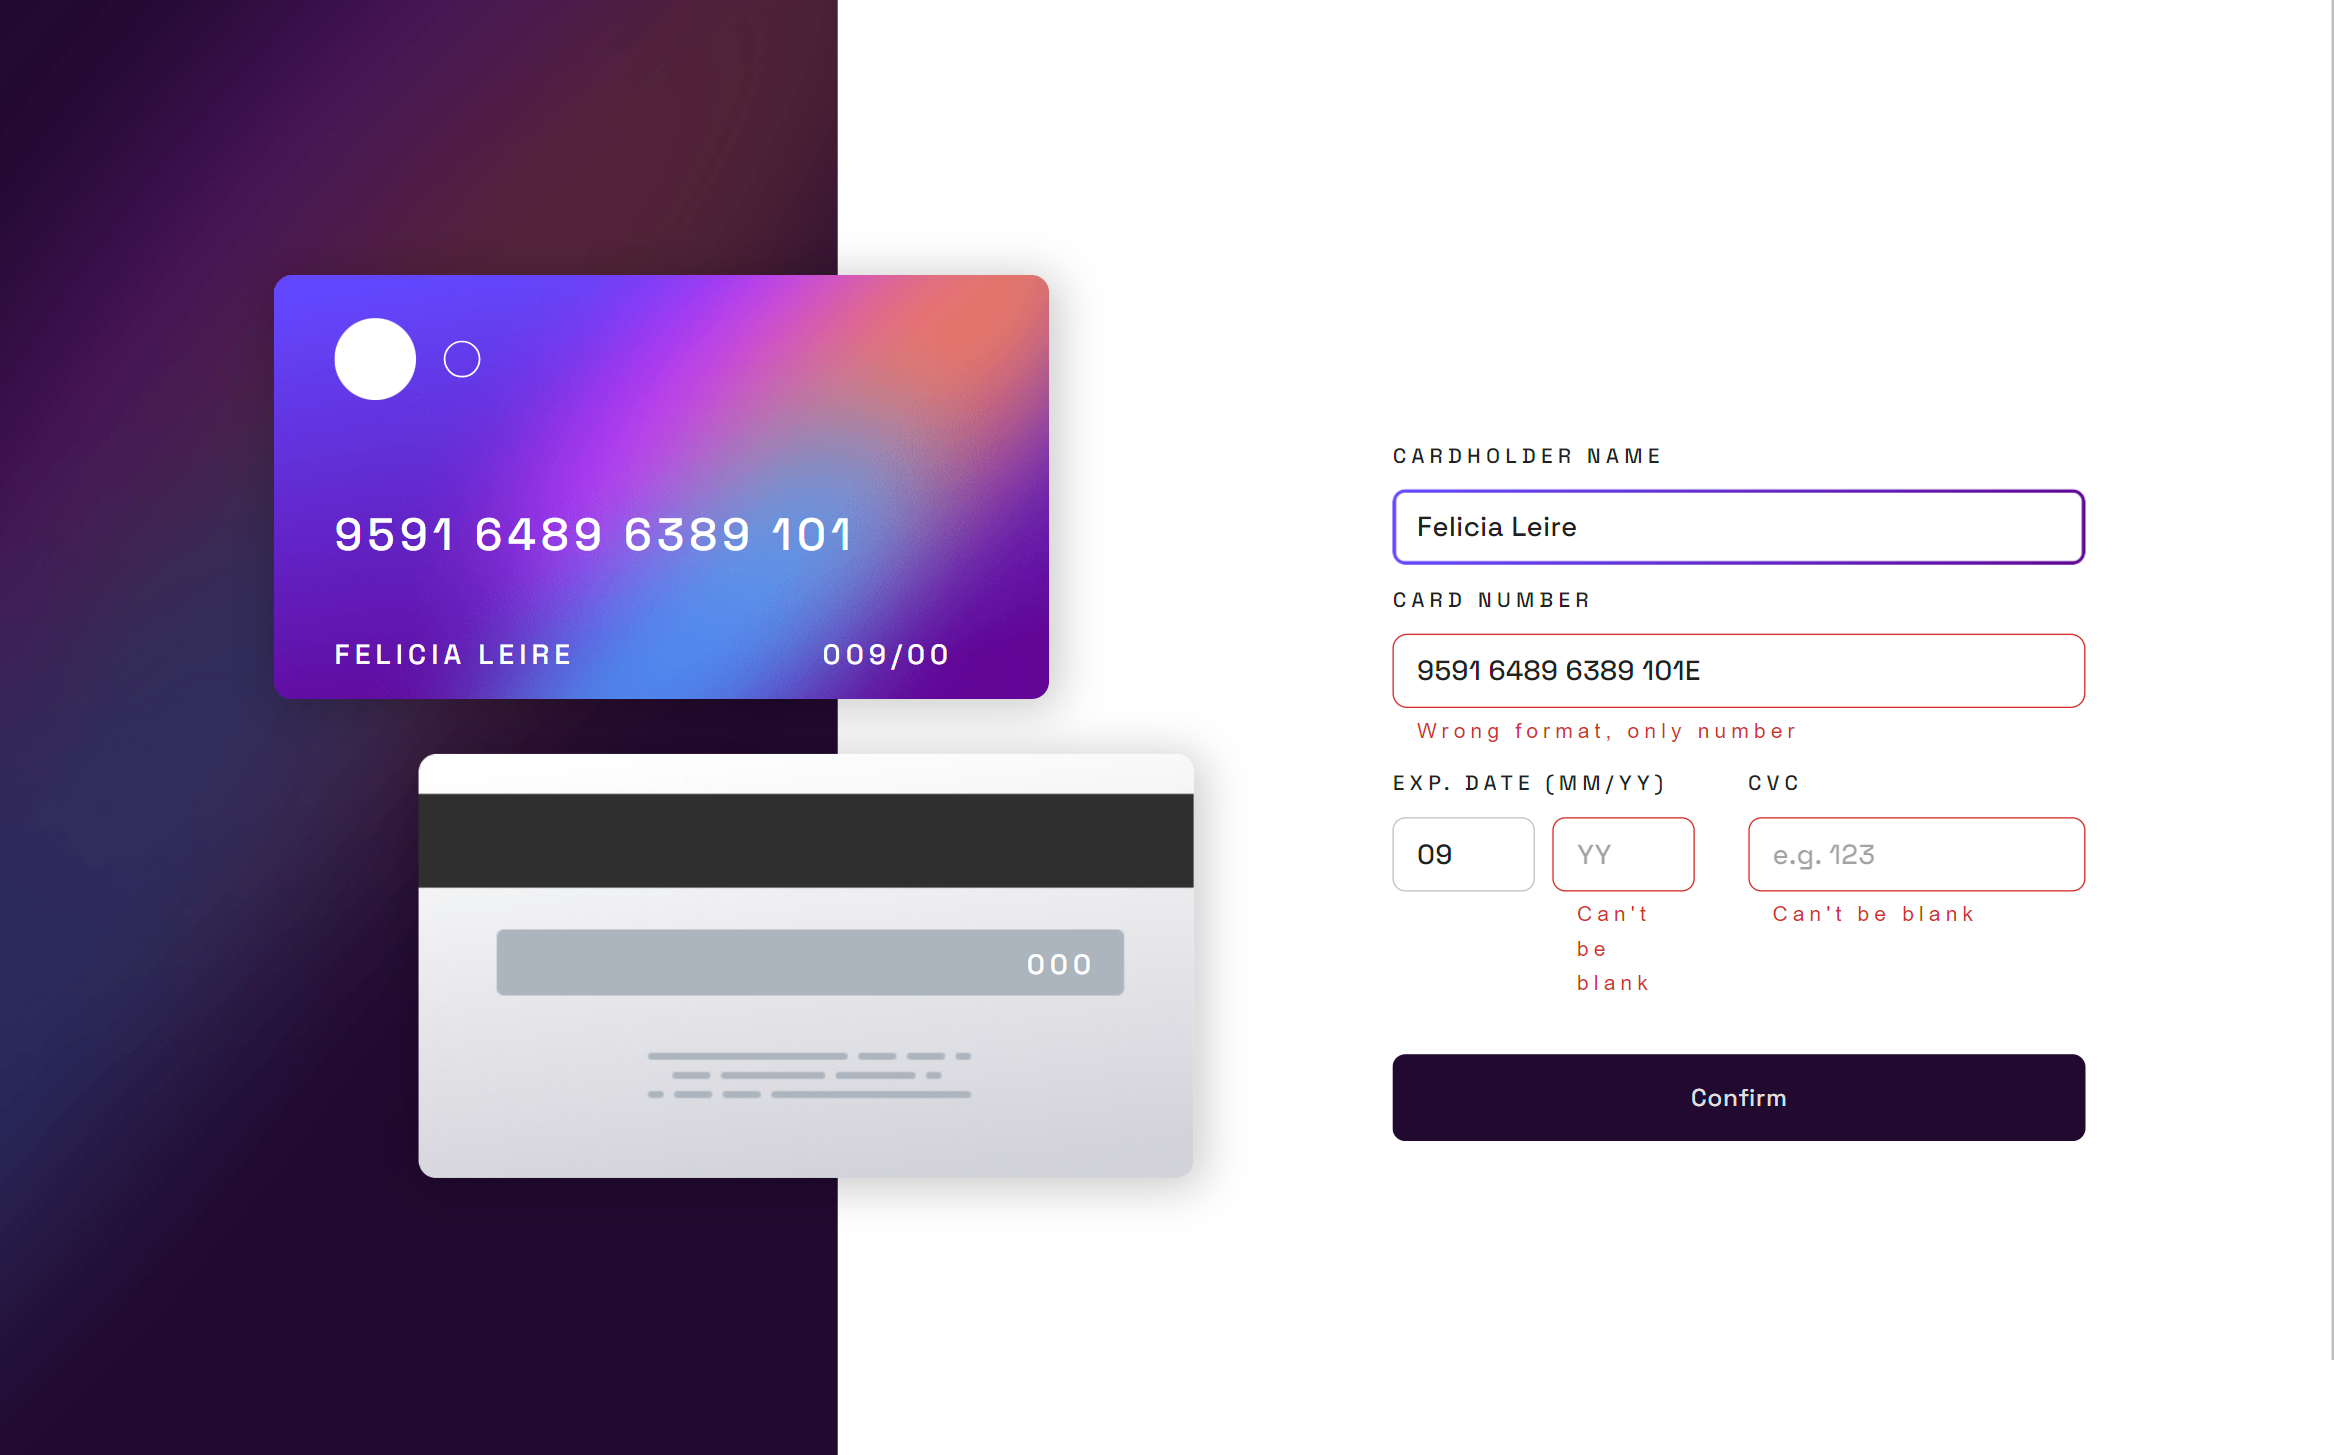 9591 6489 6389 101
FELICIA LEIRE 009/00
000
CARDHOLDER NAME
Felicia Leire
CARD NUMBER
9591 6489 6389 101E
Wrong format, only number
EXP. DATE (MM/YY) CVC
09 YY e.g. 123
Can't Can't be blank
be
blank
Confirm